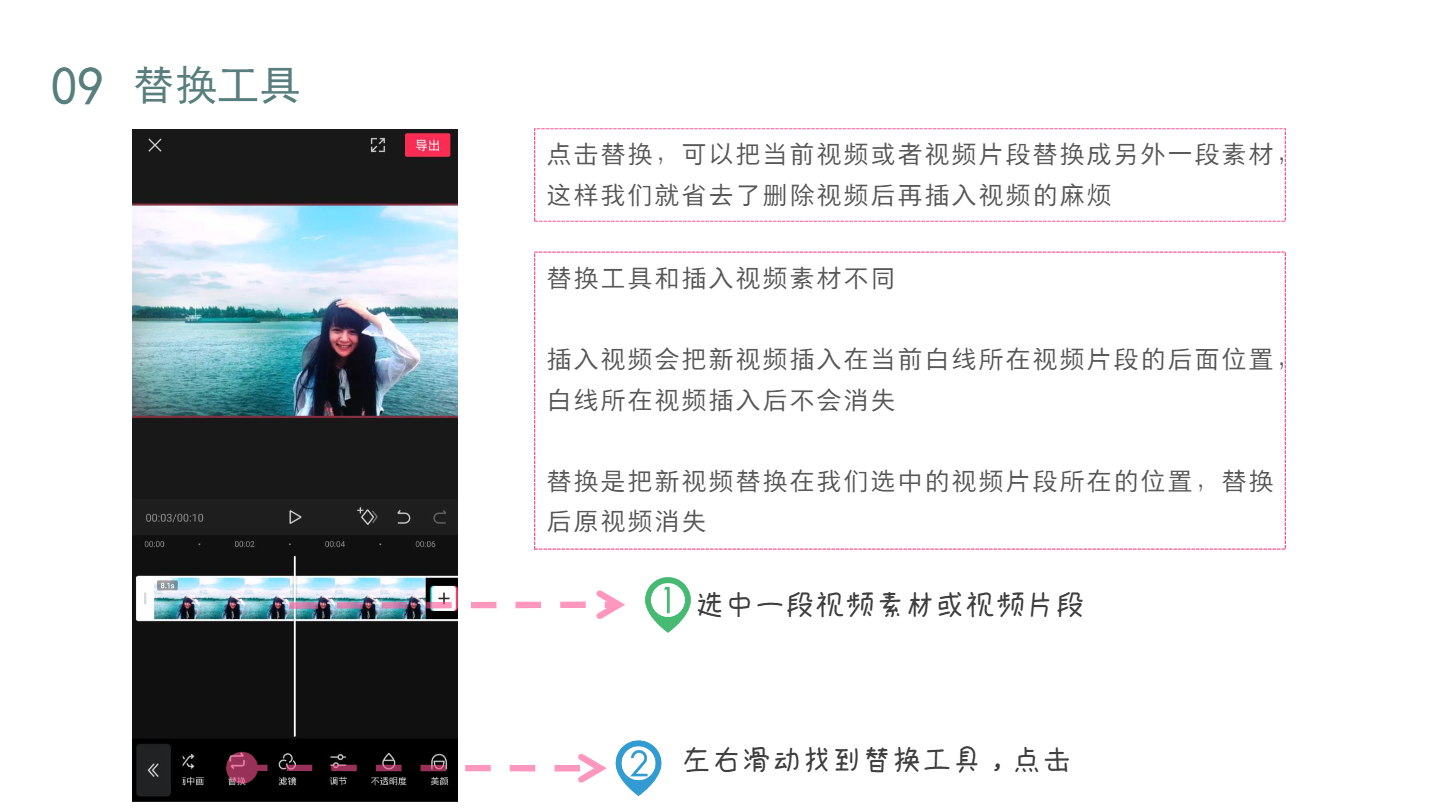 09 替换工具
导出
点击替换，可以把当前视频或者视频片段替换成另外一段素材，
这样我们就省去了删除视频后再插入视频的麻烦
替换工具和插入视频素材不同
插入视频会把新视频插入在当前白线所在视频片段的后面位置，
白线所在视频插入后不会消失
替换是把新视频替换在我们选中的视频片段所在的位置，替换
后原视频消失
00:03/00:10
00:00 00:02 00:04 00:06
8.1s
1 选中一段视频素材或视频片段
2 左右滑动找到替换工具，点击
中画 替换 滤镜 调节 不透明度 美颜